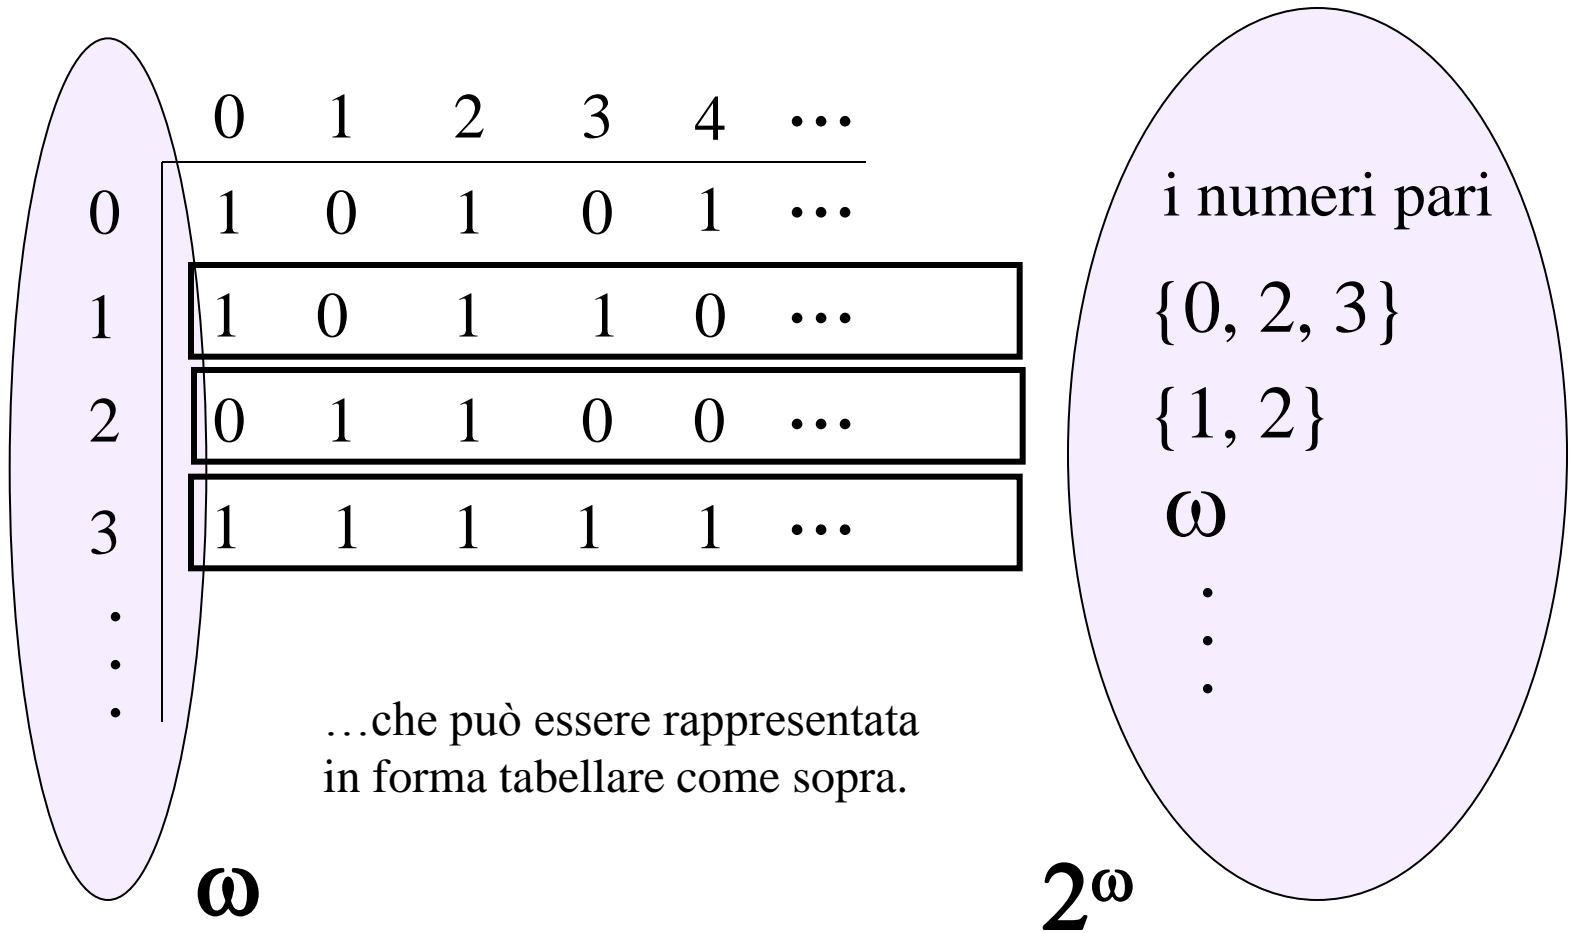 0 1 2 3 4 …
0 1 0 1 0 1 … i numeri pari
1 1 0 1 1 0 … {0, 2, 3}
2 0 1 1 0 0 … {1, 2}
3 1 1 1 1 1 … ω
.
.
.
.
.
.
…che può essere rappresentata
in forma tabellare come sopra.
ω 2^ω